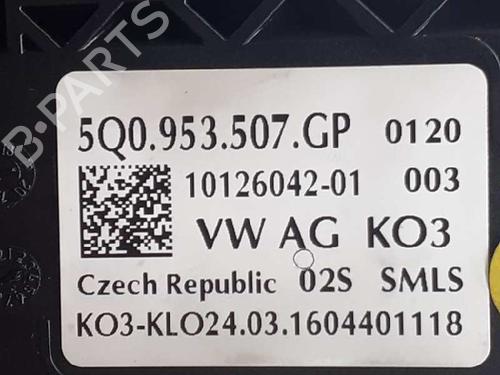 B-PARTS
5Q0.953.507.GP 0120
10126042-01 003
VW AG KO3
Czech Republic 02S SMLS
KO3-KLO24.03.1604401118